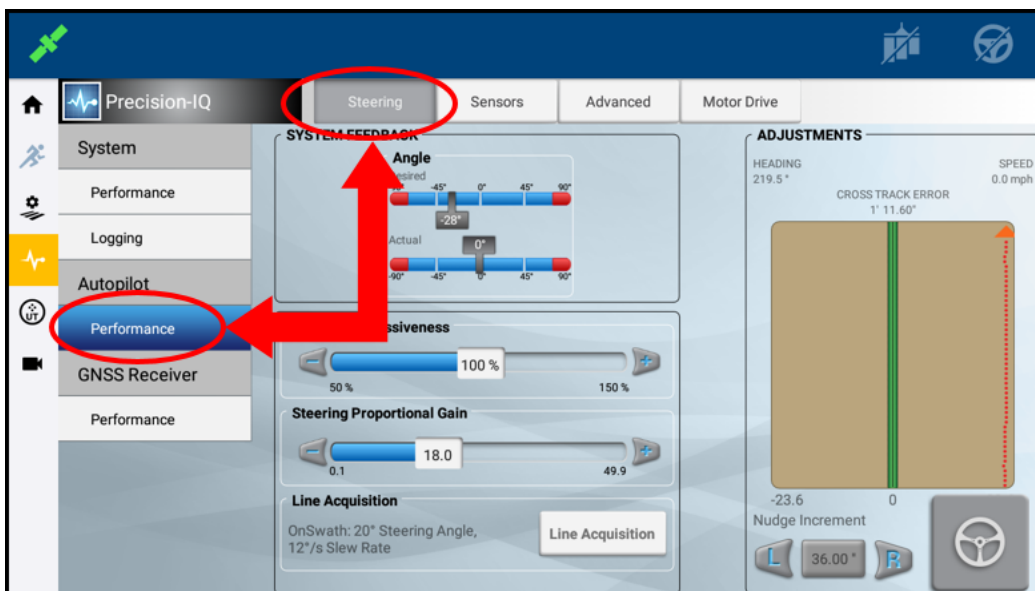 Precision-IQ
Steering
Sensors
Advanced
Motor Drive
System
Performance
Logging
Autopilot
Performance
GNSS Receiver
Performance
UT
SYSTEM FEEDBACK
Angle
-45° 0° 45° 90°
-28°
Actual
0°
-90° -45° 0° 45° 90°
100 %
50 % 150 %
Steering Proportional Gain
18.0
0.1 49.9
Line Acquisition
OnSwath: 20° Steering Angle,
12°/s Slew Rate
Line Acquisition
ADJUSTMENTS
HEADING SPEED
219.5 ° 0.0 mph
CROSS TRACK ERROR
1' 11.60"
-23.6 0
Nudge Increment
L 36.00 " R